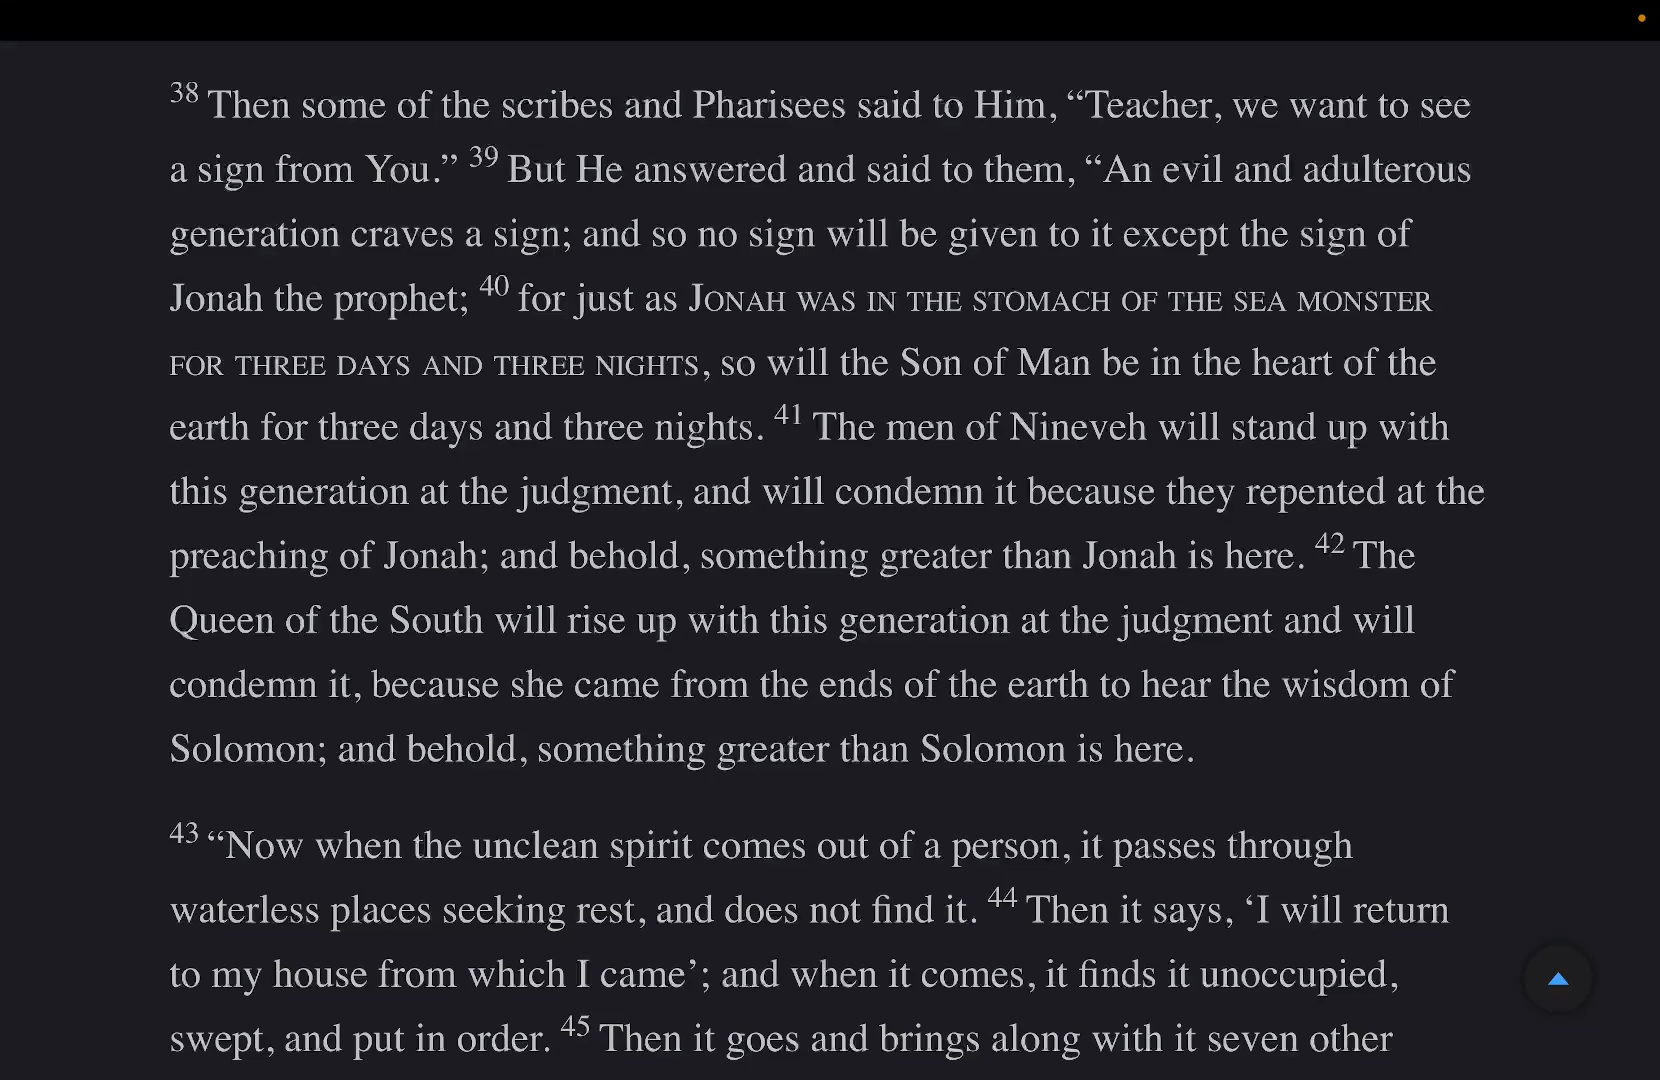 38 Then some of the scribes and Pharisees said to Him, “Teacher, we want to see
a sign from You.” 39 But He answered and said to them, “An evil and adulterous
generation craves a sign; and so no sign will be given to it except the sign of
Jonah the prophet; 40 for just as JONAH WAS IN THE STOMACH OF THE SEA MONSTER
FOR THREE DAYS AND THREE NIGHTS, so will the Son of Man be in the heart of the
earth for three days and three nights. 41 The men of Nineveh will stand up with
this generation at the judgment, and will condemn it because they repented at the
preaching of Jonah; and behold, something greater than Jonah is here. 42 The
Queen of the South will rise up with this generation at the judgment and will
condemn it, because she came from the ends of the earth to hear the wisdom of
Solomon; and behold, something greater than Solomon is here.
43 “Now when the unclean spirit comes out of a person, it passes through
waterless places seeking rest, and does not find it. 44 Then it says, ‘I will return
to my house from which I came’; and when it comes, it finds it unoccupied,
swept, and put in order. 45 Then it goes and brings along with it seven other